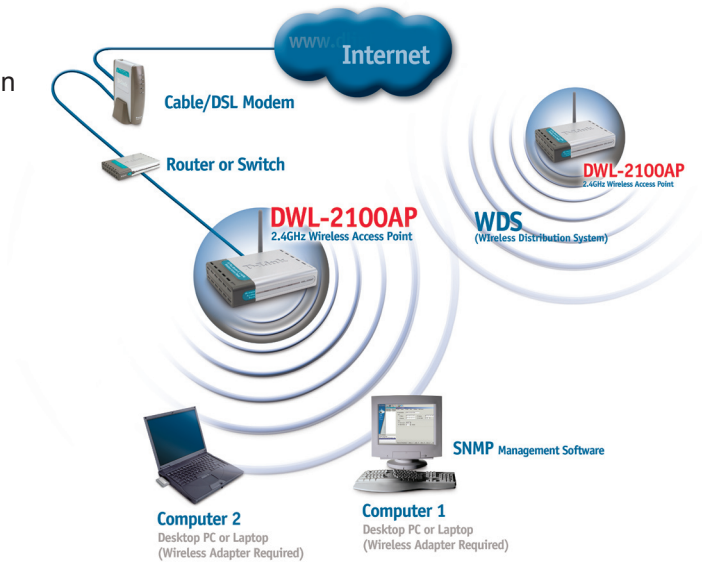 www.d
Internet
n
Cable/DSL Modem
Router or Switch
DWL-2100AP
2.4GHz Wireless Access Point
DWL-2100AP
2.4GHz Wireless Access Point
WDS
(WIreless Distribution System)
D-Link
SNMP Management Software
Computer 2
Desktop PC or Laptop
(Wireless Adapter Required)
Computer 1
Desktop PC or Laptop
(Wireless Adapter Required)